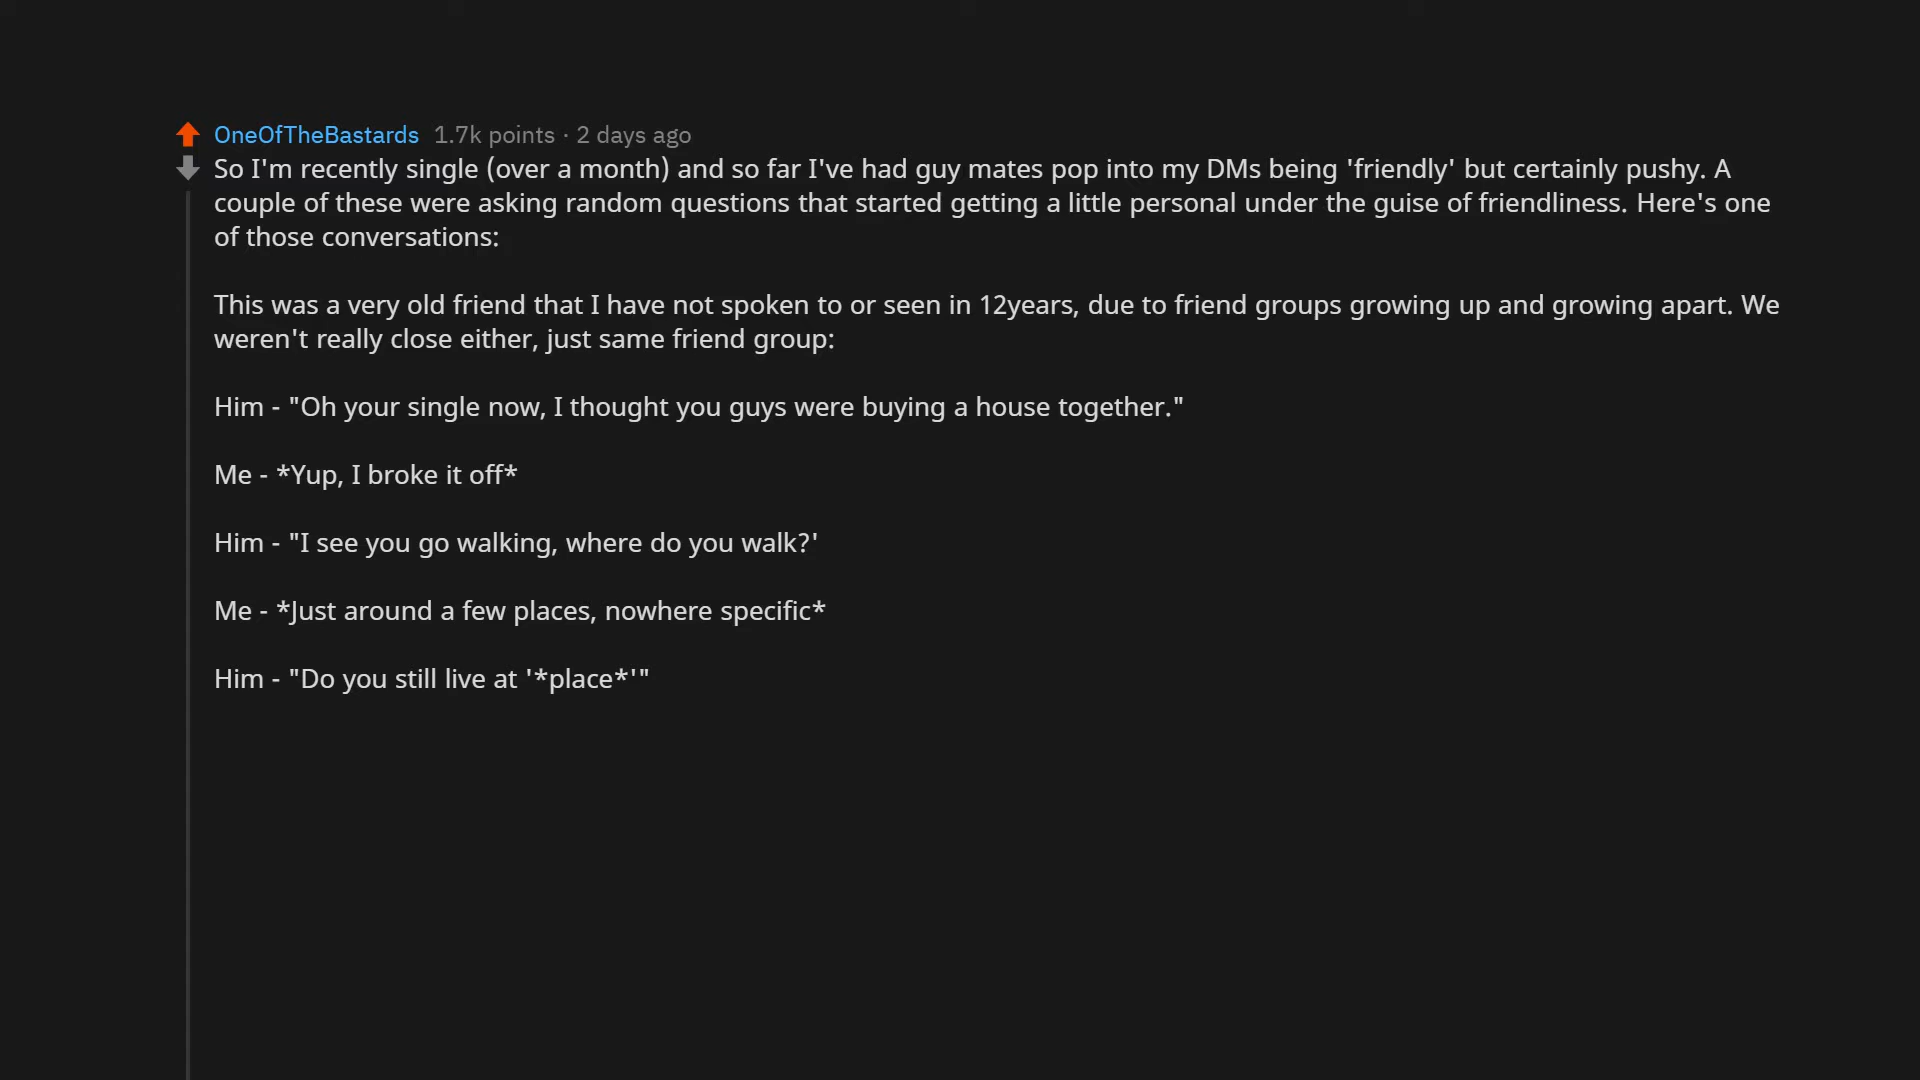 OneOfTheBastards 1.7k points · 2 days ago
So I'm recently single (over a month) and so far I've had guy mates pop into my DMs being 'friendly' but certainly pushy. A
couple of these were asking random questions that started getting a little personal under the guise of friendliness. Here's one
of those conversations:
This was a very old friend that I have not spoken to or seen in 12years, due to friend groups growing up and growing apart. We
weren't really close either, just same friend group:
Him - "Oh your single now, I thought you guys were buying a house together."
Me - *Yup, I broke it off*
Him - "I see you go walking, where do you walk?'
Me - *Just around a few places, nowhere specific*
Him - "Do you still live at '*place*'"